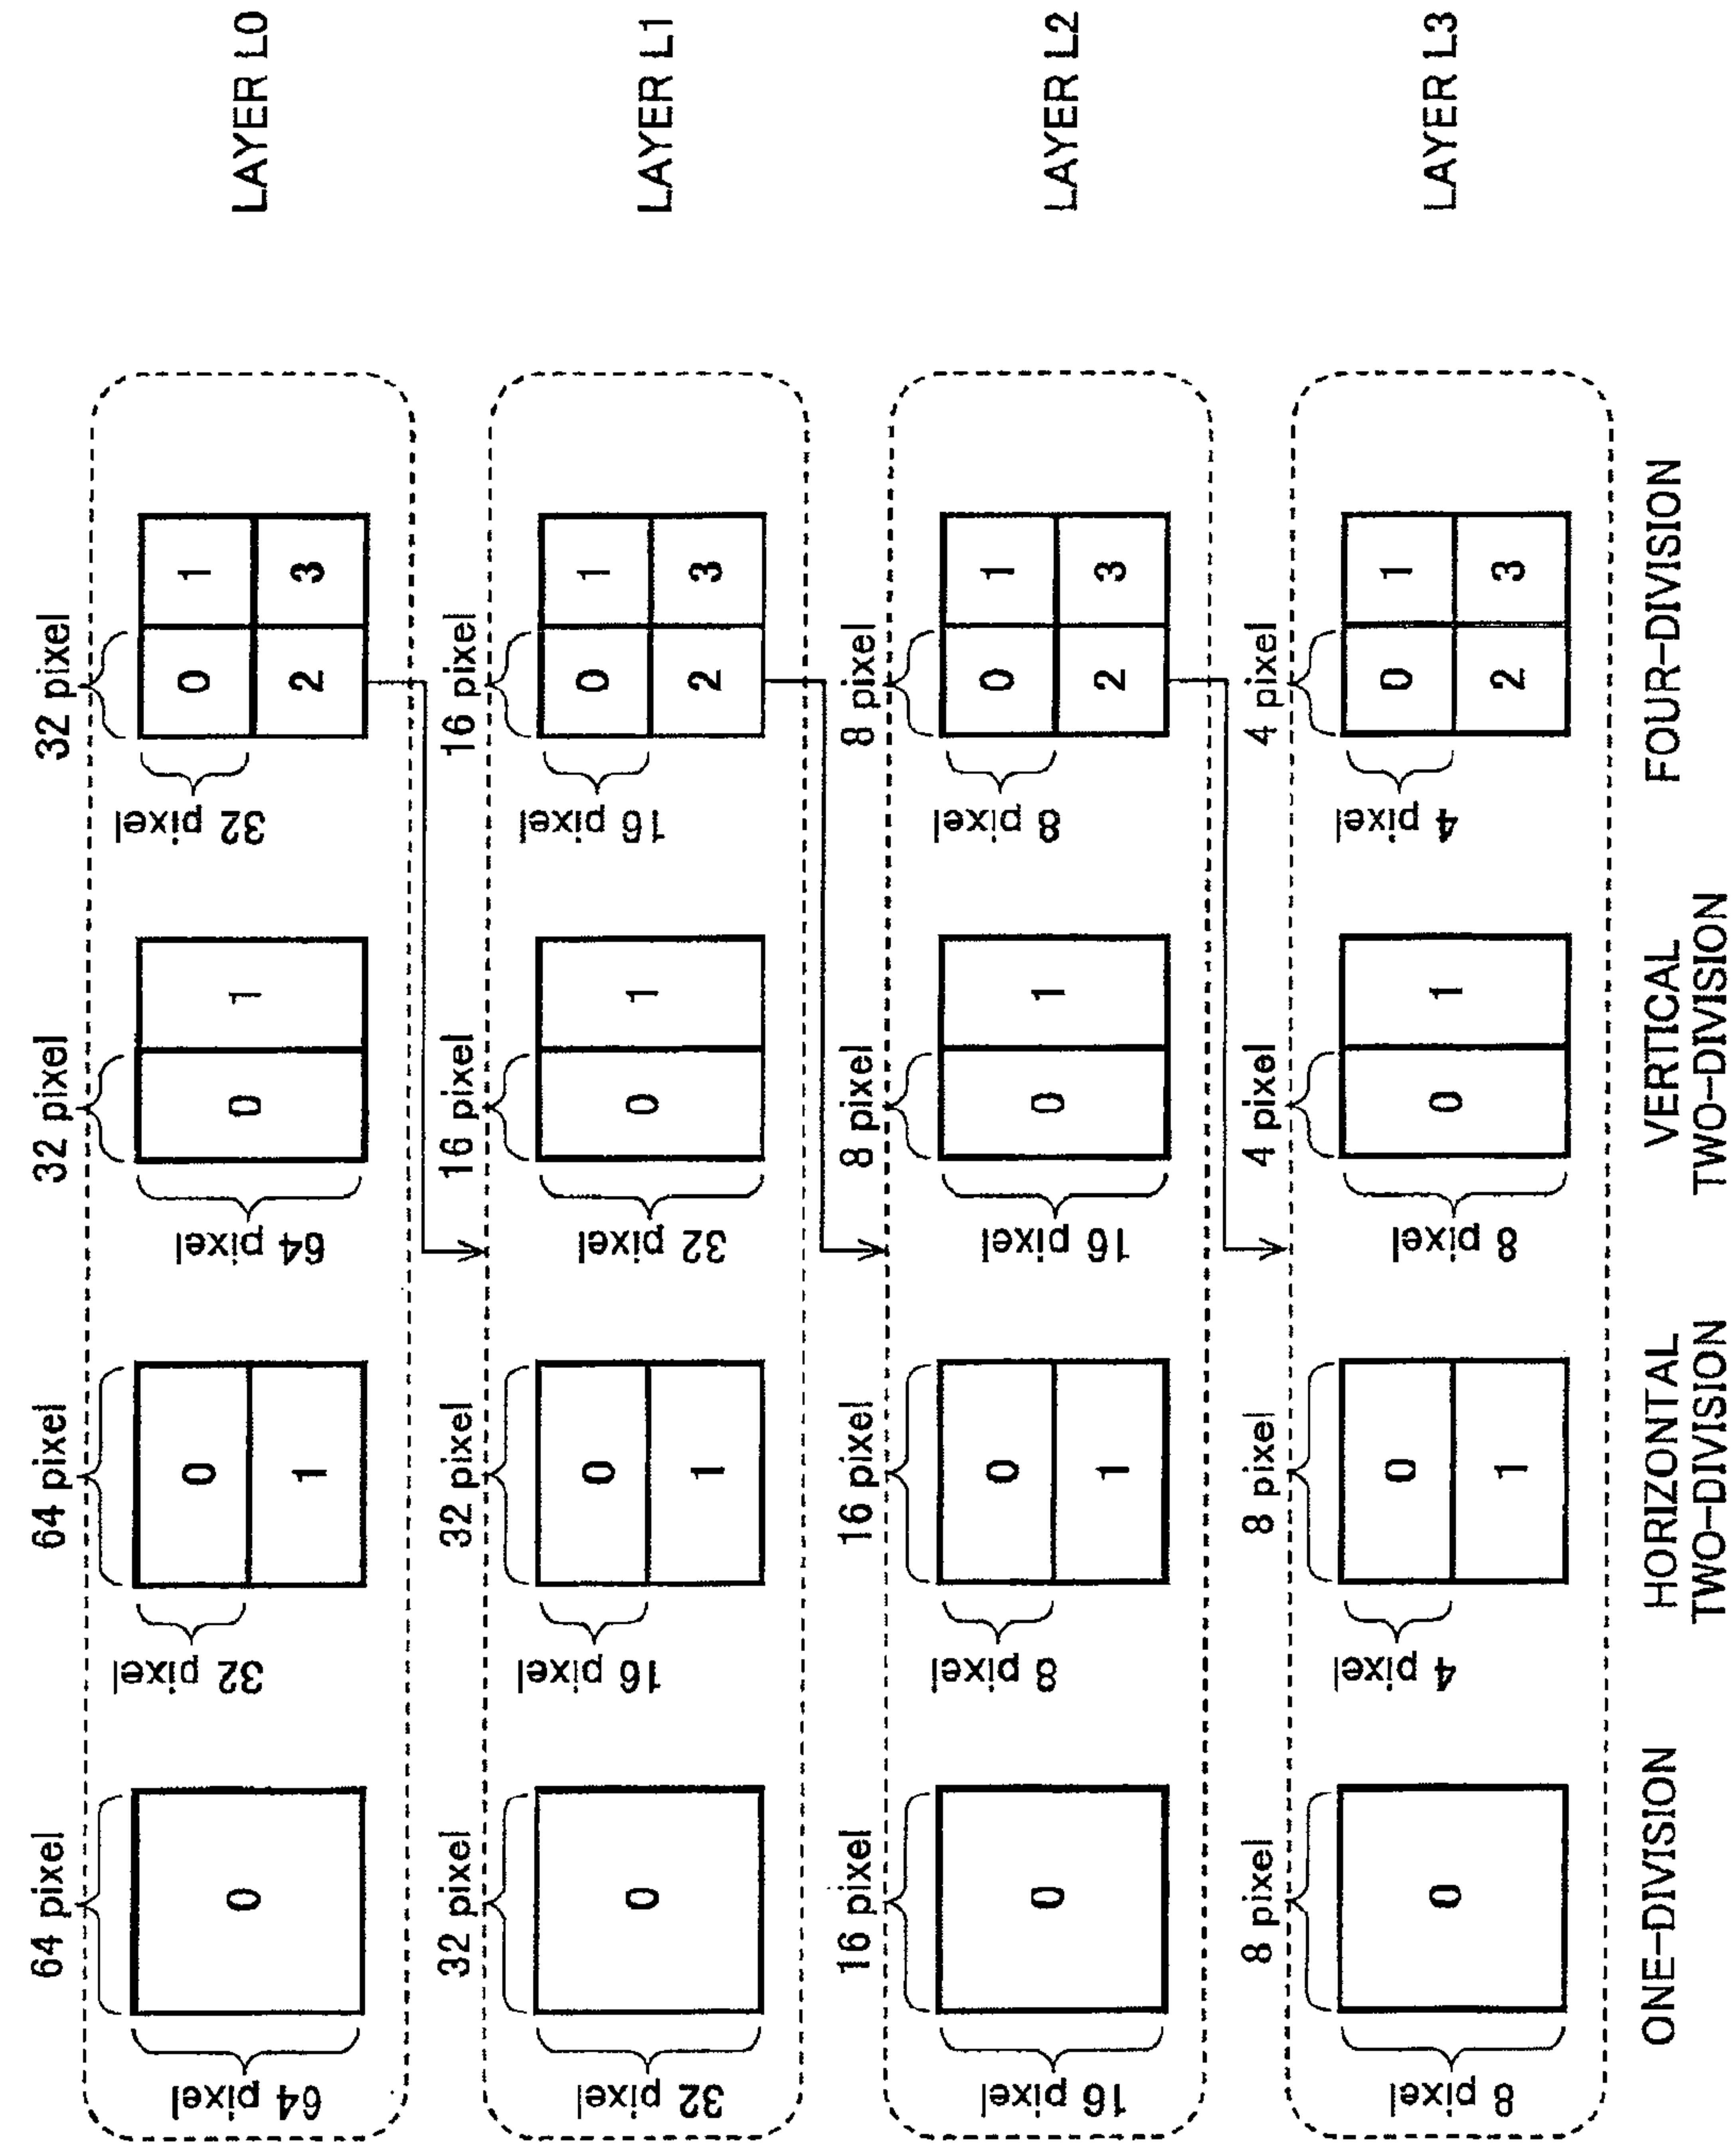 64 pixel
64 pixel
0
64 pixel
32 pixel
0
1
32 pixel
64 pixel
0
1
32 pixel
32 pixel
0
1
2
3
LAYER L0
32 pixel
32 pixel
0
32 pixel
16 pixel
0
1
16 pixel
32 pixel
0
1
16 pixel
16 pixel
0
1
2
3
LAYER L1
16 pixel
16 pixel
0
16 pixel
8 pixel
0
1
8 pixel
16 pixel
0
1
8 pixel
8 pixel
0
1
2
3
LAYER L2
8 pixel
8 pixel
0
8 pixel
4 pixel
0
1
4 pixel
8 pixel
0
1
4 pixel
4 pixel
0
1
2
3
LAYER L3
ONE-DIVISION
HORIZONTAL
TWO-DIVISION
VERTICAL
TWO-DIVISION
FOUR-DIVISION